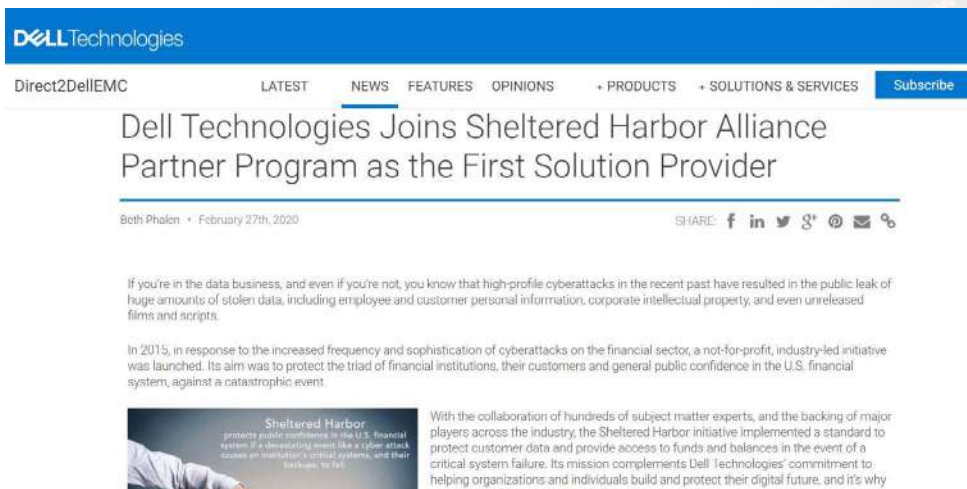 DELLTechnologies
Direct2DellEMC LATEST NEWS FEATURES OPINIONS + PRODUCTS + SOLUTIONS & SERVICES Subscribe
Dell Technologies Joins Sheltered Harbor Alliance
Partner Program as the First Solution Provider
Beth Phalen • February 27th, 2020 SHARE:
If you're in the data business, and even if you're not, you know that high-profile cyberattacks in the recent past have resulted in the public leak of
huge amounts of stolen data, including employee and customer personal information, corporate intellectual property, and even unreleased
films and scripts.
In 2015, in response to the increased frequency and sophistication of cyberattacks on the financial sector, a not-for-profit, industry-led initiative
was launched. Its aim was to protect the triad of financial institutions, their customers and general public confidence in the U.S. financial
system, against a catastrophic event.
Sheltered Harbor
protects public confidence in the U.S. financial
system if a devastating event like a cyber attack
causes an institution's critical systems, and their
backups, to fail.
With the collaboration of hundreds of subject matter experts, and the backing of major
players across the industry, the Sheltered Harbor initiative implemented a standard to
protect customer data and provide access to funds and balances in the event of a
critical system failure. Its mission complements Dell Technologies' commitment to
helping organizations and individuals build and protect their digital future, and it's why